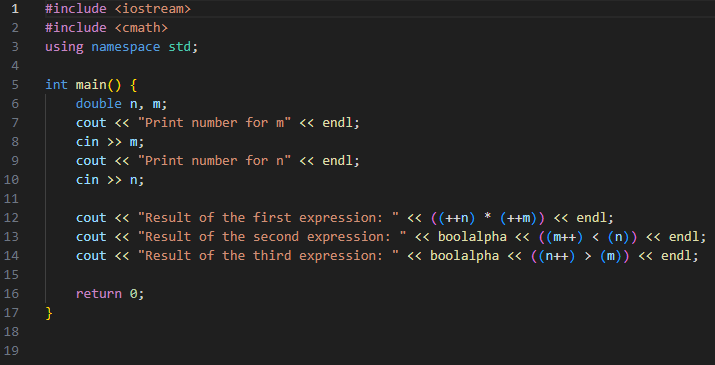 1 #include <iostream>
2 #include <cmath>
3 using namespace std;
4
5 int main() {
6     double n, m;
7     cout << "Print number for m" << endl;
8     cin >> m;
9     cout << "Print number for n" << endl;
10     cin >> n;
11
12     cout << "Result of the first expression: " << ((++n) * (++m)) << endl;
13     cout << "Result of the second expression: " << boolalpha << ((m++) < (n)) << endl;
14     cout << "Result of the third expression: " << boolalpha << ((n++) > (m)) << endl;
15
16     return 0;
17 }
18
19